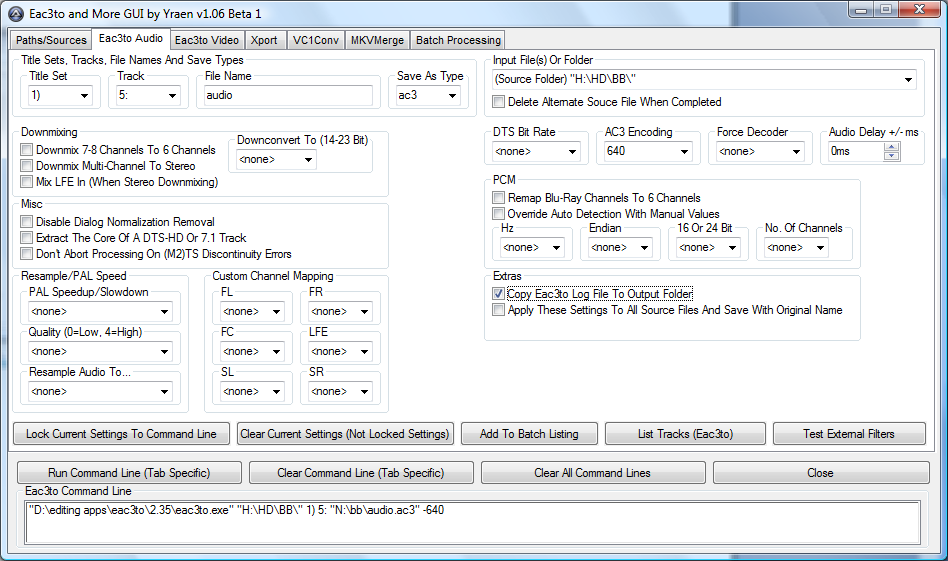 Eac3to and More GUI by Yraen v1.06 Beta 1
Paths/Sources Eac3to Audio Eac3to Video Xport VC1Conv MKVMerge Batch Processing
Title Sets, Tracks, File Names And Save Types
Title Set Track File Name Save As Type
1) 5: audio ac3
Input File(s) Or Folder
(Source Folder) "H:\HD\BB\"
Delete Alternate Souce File When Completed
Downmixing
Downmix 7-8 Channels To 6 Channels
Downmix Multi-Channel To Stereo
Mix LFE In (When Stereo Downmixing)
Downconvert To (14-23 Bit)
<none>
DTS Bit Rate AC3 Encoding Force Decoder Audio Delay +/- ms
<none> 640 <none> 0ms
Misc
Disable Dialog Nomalization Removal
Extract The Core Of A DTS-HD Or 7.1 Track
Don't Abort Processing On (M2)TS Discontinuity Errors
PCM
Remap Blu-Ray Channels To 6 Channels
Override Auto Detection With Manual Values
Hz Endian 16 Or 24 Bit No. Of Channels
<none> <none> <none> <none>
Resample/PAL Speed
PAL Speedup/Slowdown
<none>
Quality (0=Low, 4=High)
<none>
Resample Audio To...
<none>
Custom Channel Mapping
FL FR
<none> <none>
FC LFE
<none> <none>
SL SR
<none> <none>
Extras
Copy Eac3to Log File To Output Folder
Apply These Settings To All Source Files And Save With Original Name
Lock Current Settings To Command Line Clear Current Settings (Not Locked Settings) Add To Batch Listing List Tracks (Eac3to) Test External Filters
Run Command Line (Tab Specific) Clear Command Line (Tab Specific) Clear All Command Lines Close
Eac3to Command Line
"D:\editing apps\eac3to\2.35\eac3to.exe" "H:\HD\BB\" 1) 5: "N:\bb\audio.ac3" -640